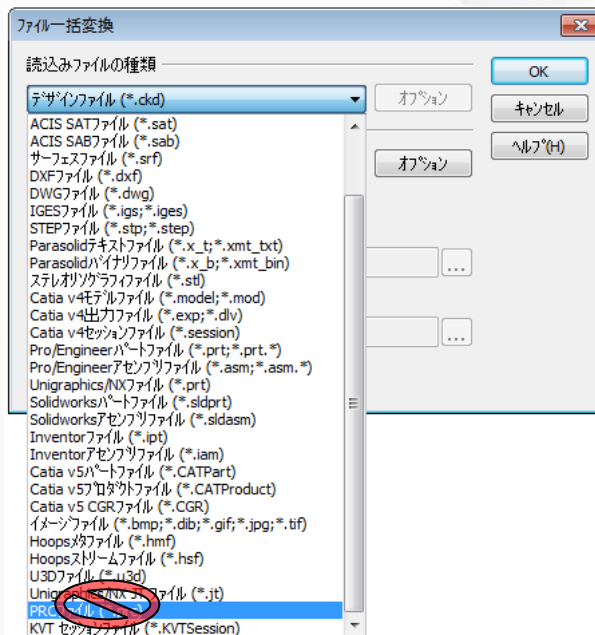 ファイル一括変換
読込みファイルの種類
OK
デザインファイル (*.ckd)
オプション
キャンセル
ヘルプ(H)
オプション
ACIS SATファイル (*.sat)
ACIS SABファイル (*.sab)
サーフェスファイル (*.srf)
DXFファイル (*.dxf)
DWGファイル (*.dwg)
IGESファイル (*.igs;*.iges)
STEPファイル (*.stp;*.step)
Parasolidテキストファイル (*.x_t;*.xmt_txt)
Parasolidバイナリファイル (*.x_b;*.xmt_bin)
...
ステレオリソグラフィファイル (*.stl)
Catia v4モデルファイル (*.model;*.mod)
Catia v4出力ファイル (*.exp;*.dlv)
Catia v4セッションファイル (*.session)
...
Pro/Engineerパートファイル (*.prt;*.prt.*)
Pro/Engineerアセンブリファイル (*.asm;*.asm.*)
Unigraphics/NXファイル (*.prt)
Solidworksパートファイル (*.sldprt)
Solidworksアセンブリファイル (*.sldasm)
Inventorファイル (*.ipt)
Inventorアセンブリファイル (*.iam)
Catia v5パートファイル (*.CATPart)
Catia v5プロダクトファイル (*.CATProduct)
Catia v5 CGRファイル (*.CGR)
イメージファイル (*.bmp;*.dib;*.gif;*.jpg;*.tif)
Hoopsメタファイル (*.hmf)
Hoopsストリームファイル (*.hsf)
U3Dファイル (*.u3d)
Unigraphics/NX JTファイル (*.jt)
PRCファイル
KVT セッションファイル (*.KVTSession)